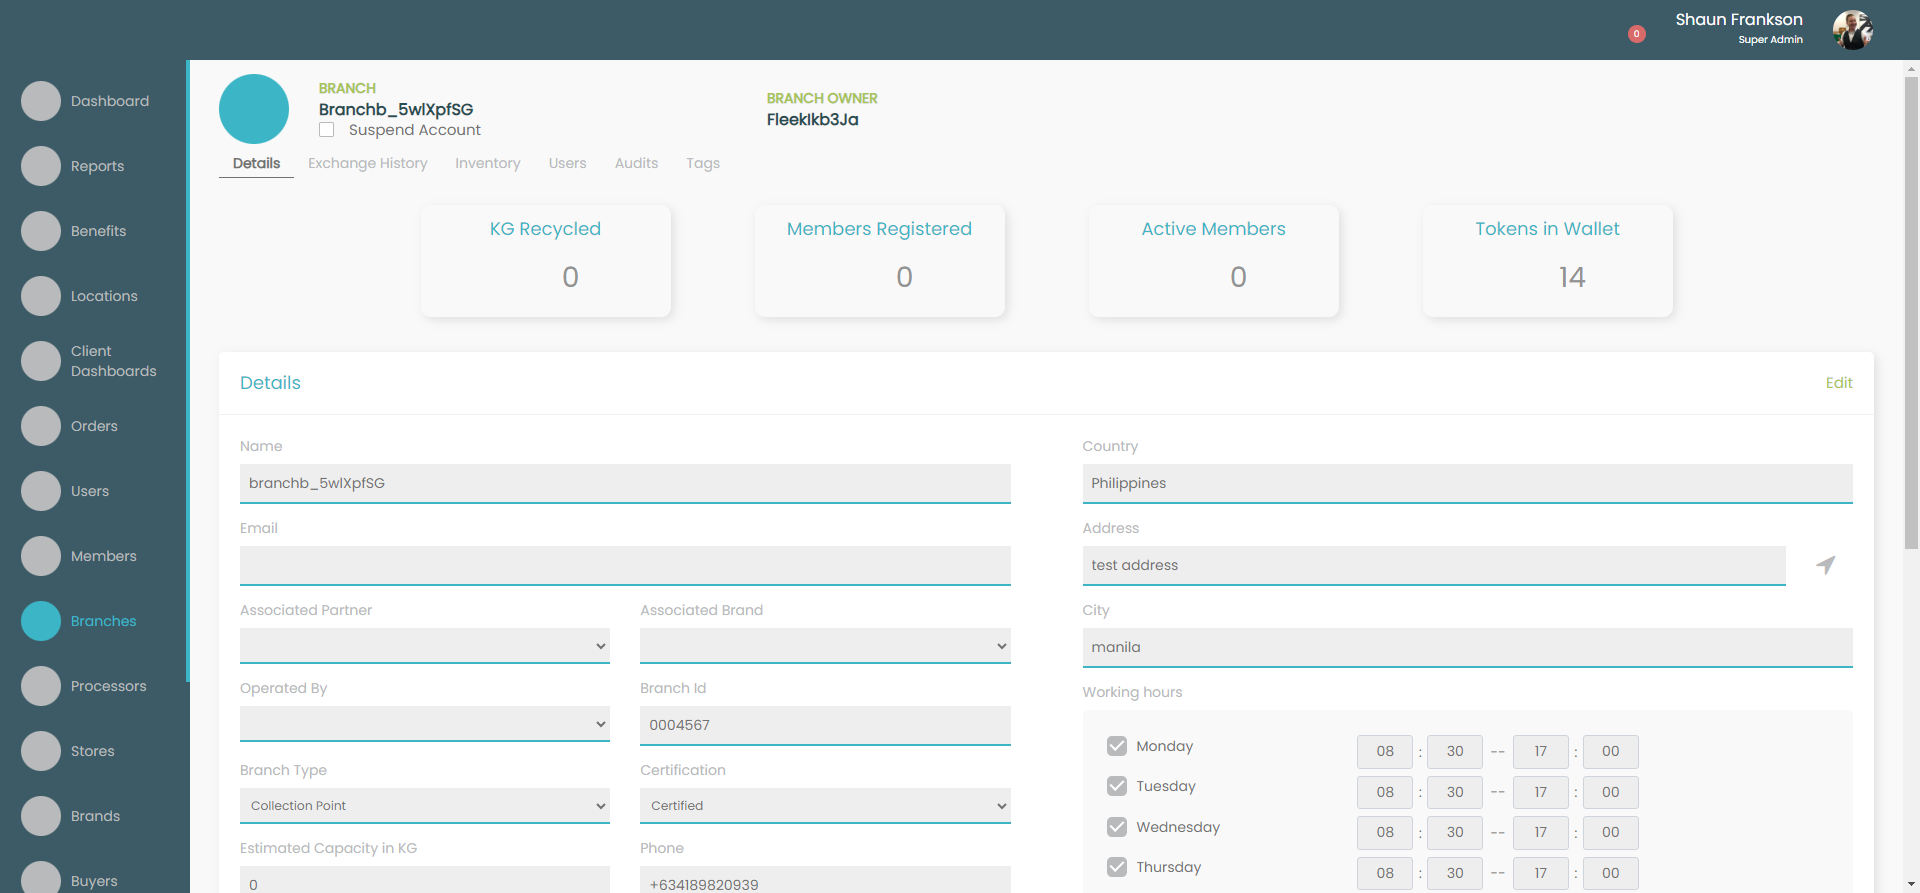 Shaun Frankson
0
Super Admin
Dashboard
Reports
Benefits
Locations
Client
Dashboards
Orders
Users
Members
Branches
Processors
Stores
Brands
Buyers
BRANCH
Branchb_5wlXpfSG
Suspend Account
BRANCH OWNER
FleekIkb3Ja
Details Exchange History Inventory Users Audits Tags
KG Recycled
0
Members Registered
0
Active Members
0
Tokens in Wallet
14
Details
Edit
Name
branchb_5wlXpfSG
Email
Associated Partner Associated Brand
Operated By Branch Id
0004567
Branch Type Certification
Collection Point Certified
Estimated Capacity in KG Phone
0 +634189820939
Country
Philippines
Address
test address
City
manila
Working hours
Monday 08 : 30 -- 17 : 00
Tuesday 08 : 30 -- 17 : 00
Wednesday 08 : 30 -- 17 : 00
Thursday 08 : 30 -- 17 : 00